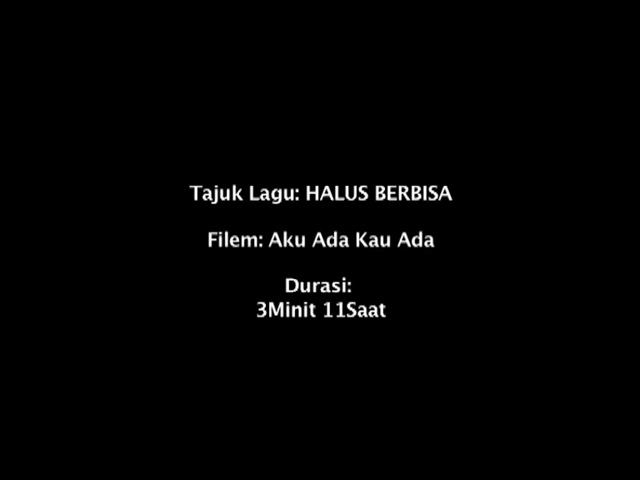 Tajuk Lagu: HALUS BERBISA
Filem: Aku Ada Kau Ada
Durasi:
3Minit 11Saat